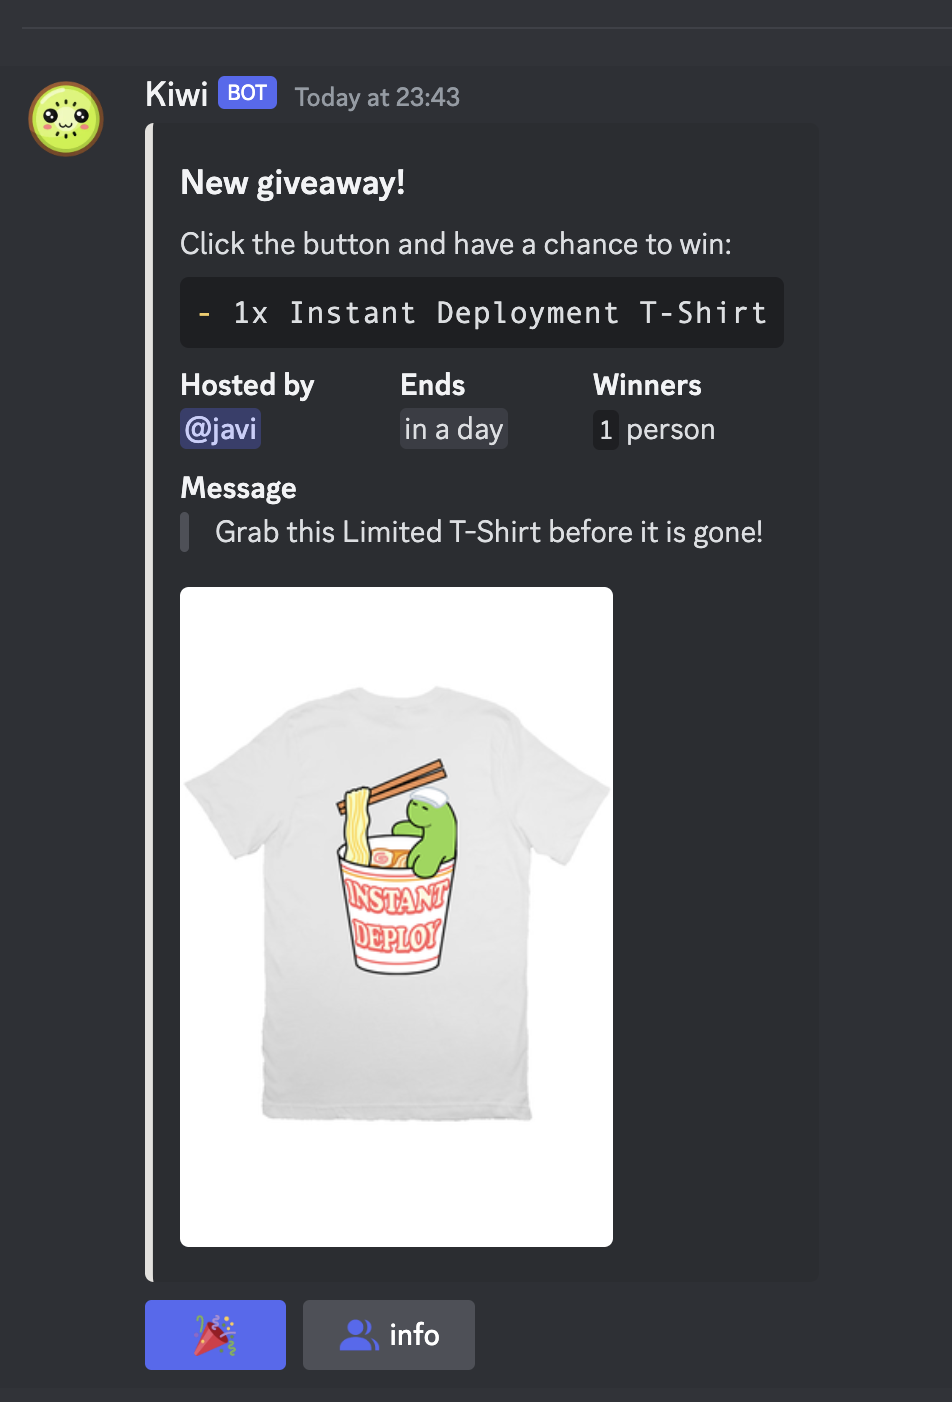 Kiwi BOT Today at 23:43
New giveaway!
Click the button and have a chance to win:
- 1x Instant Deployment T-Shirt
Hosted by Ends Winners
@javi in a day 1 person
Message
Grab this Limited T-Shirt before it is gone!
INSTANT
DEPLOY
info